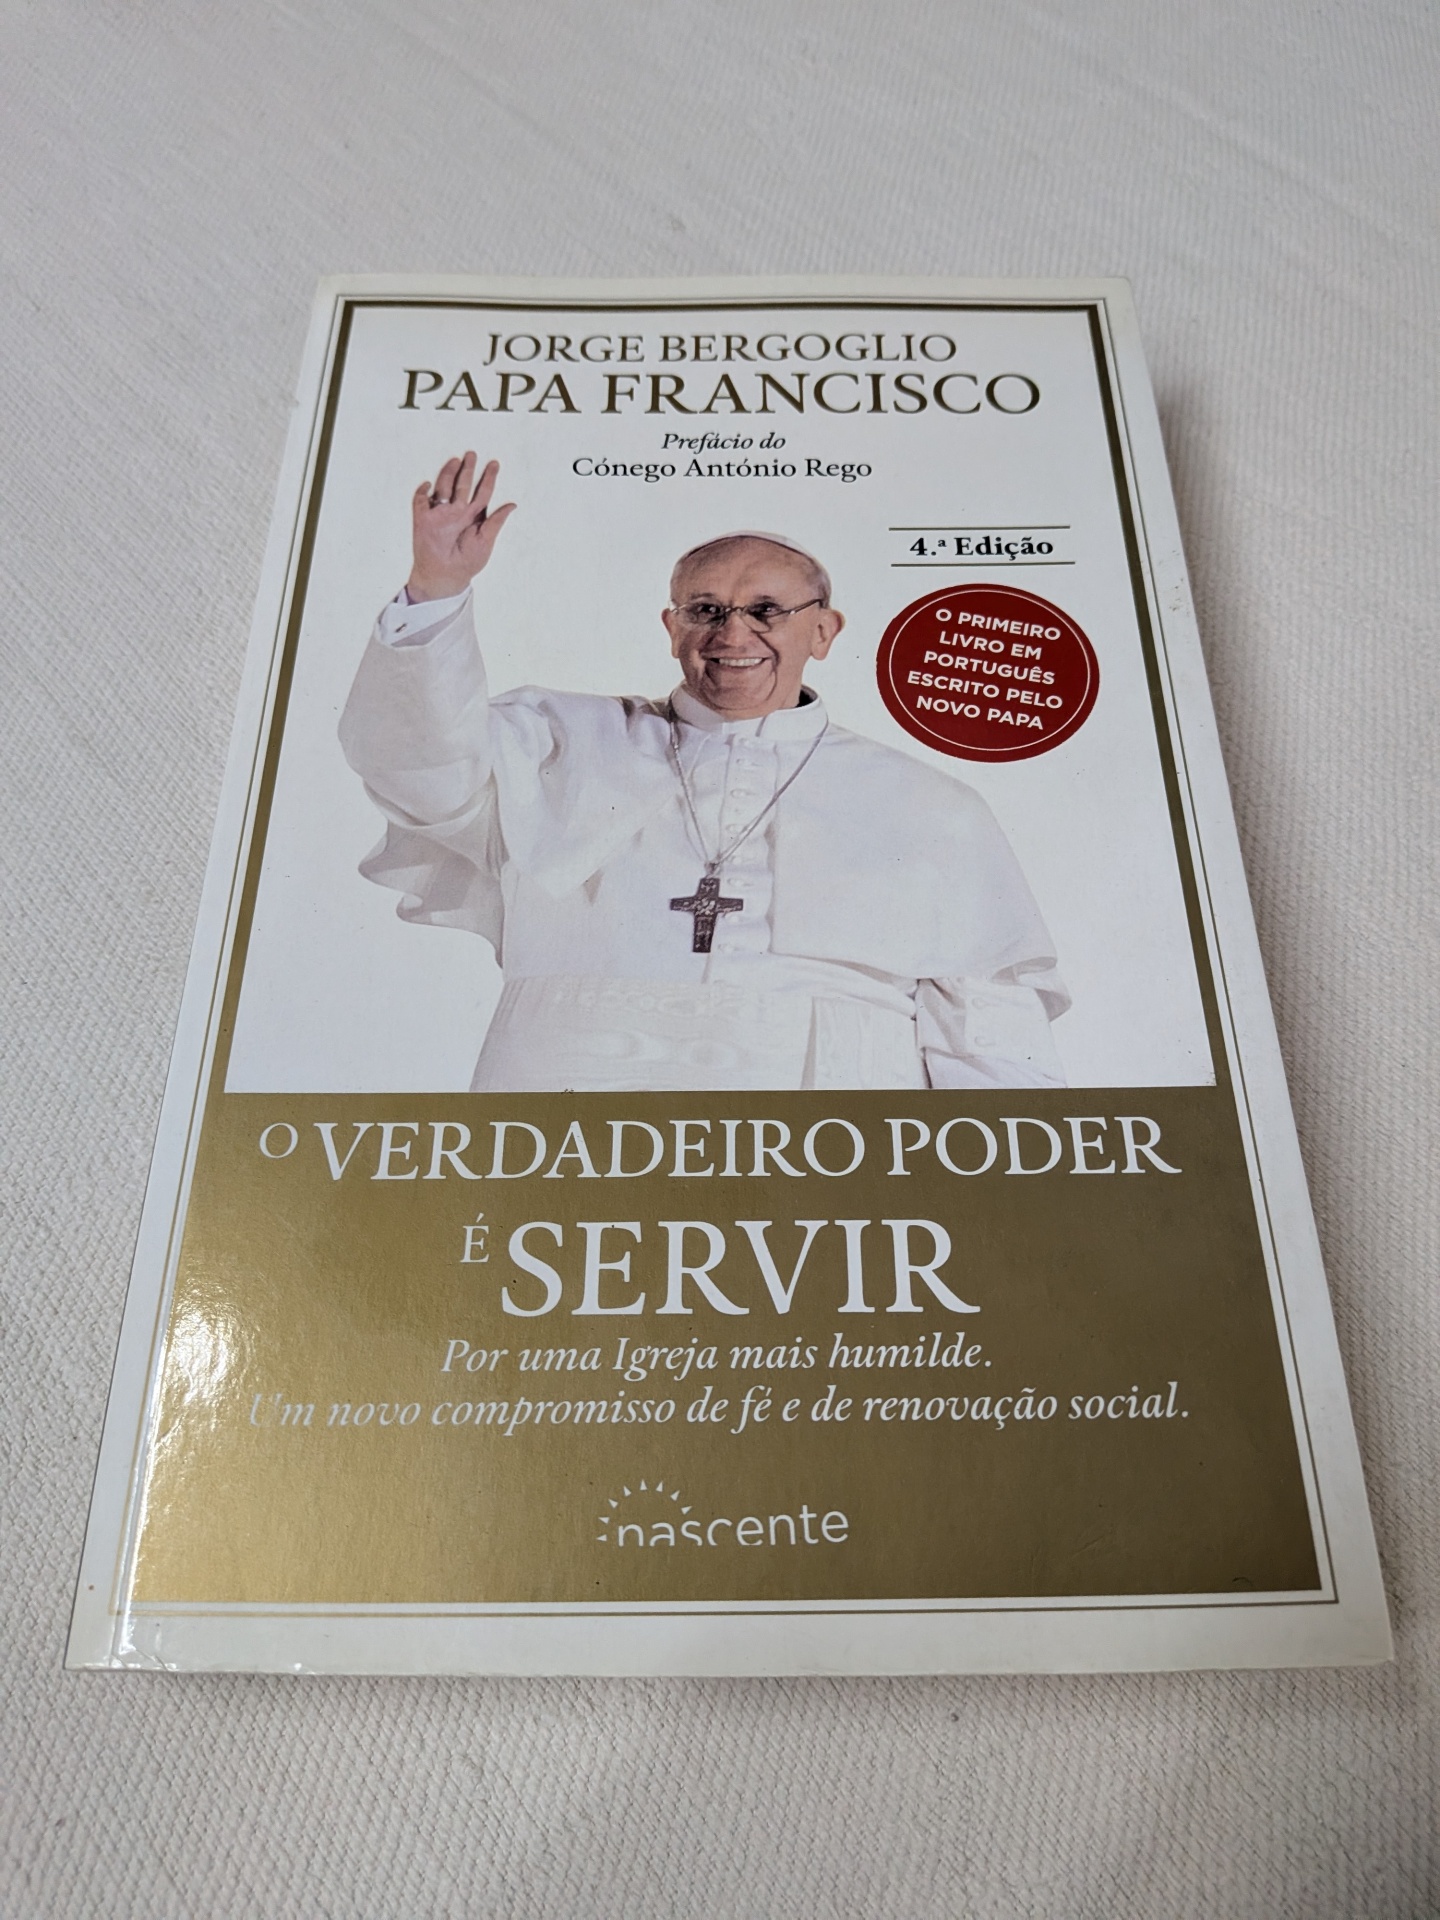 JORGE BERGOGLIO
PAPA FRANCISCO
Prefácio do
Cónego António Rego
4.ª Edição
O PRIMEIRO
LIVRO EM
PORTUGUÊS
ESCRITO PELO
NOVO PAPA
O VERDADEIRO PODER
É SERVIR
Por uma Igreja mais humilde.
Um novo compromisso de fé e de renovação social.
nascente